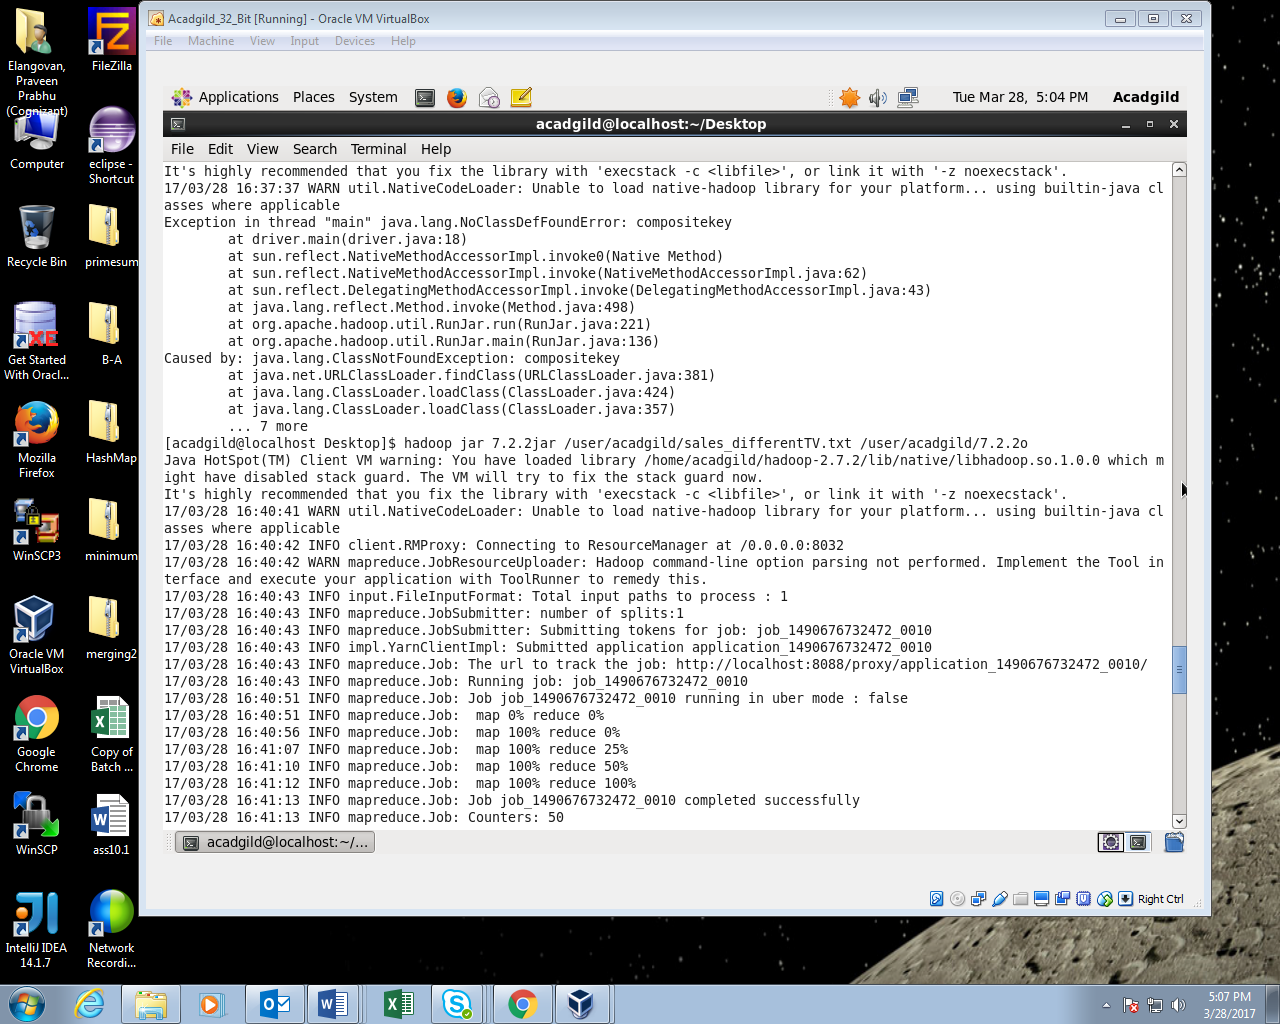 Acadgild_32_Bit [Running] - Oracle VM VirtualBox
File Machine View Input Devices Help
Applications Places System
Tue Mar 28, 5:04 PM Acadgild
acadgild@localhost:~/Desktop
File Edit View Search Terminal Help
It's highly recommended that you fix the library with 'execstack -c <libfile>', or link it with '-z noexecstack'.
17/03/28 16:37:37 WARN util.NativeCodeLoader: Unable to load native-hadoop library for your platform... using builtin-java cl
asses where applicable
Exception in thread "main" java.lang.NoClassDefFoundError: compositekey
at driver.main(driver.java:18)
at sun.reflect.NativeMethodAccessorImpl.invoke0(Native Method)
at sun.reflect.NativeMethodAccessorImpl.invoke(NativeMethodAccessorImpl.java:62)
at sun.reflect.DelegatingMethodAccessorImpl.invoke(DelegatingMethodAccessorImpl.java:43)
at java.lang.reflect.Method.invoke(Method.java:498)
at org.apache.hadoop.util.RunJar.run(RunJar.java:221)
at org.apache.hadoop.util.RunJar.main(RunJar.java:136)
Caused by: java.lang.ClassNotFoundException: compositekey
at java.net.URLClassLoader.findClass(URLClassLoader.java:381)
at java.lang.ClassLoader.loadClass(ClassLoader.java:424)
at java.lang.ClassLoader.loadClass(ClassLoader.java:357)
... 7 more
[acadgild@localhost Desktop]$ hadoop jar 7.2.2jar /user/acadgild/sales_differentTV.txt /user/acadgild/7.2.2o
Java HotSpot(TM) Client VM warning: You have loaded library /home/acadgild/hadoop-2.7.2/lib/native/libhadoop.so.1.0.0 which m
ight have disabled stack guard. The VM will try to fix the stack guard now.
It's highly recommended that you fix the library with 'execstack -c <libfile>', or link it with '-z noexecstack'.
17/03/28 16:40:41 WARN util.NativeCodeLoader: Unable to load native-hadoop library for your platform... using builtin-java cl
asses where applicable
17/03/28 16:40:42 INFO client.RMProxy: Connecting to ResourceManager at /0.0.0.0:8032
17/03/28 16:40:42 WARN mapreduce.JobResourceUploader: Hadoop command-line option parsing not performed. Implement the Tool in
terface and execute your application with ToolRunner to remedy this.
17/03/28 16:40:43 INFO input.FileInputFormat: Total input paths to process : 1
17/03/28 16:40:43 INFO mapreduce.JobSubmitter: number of splits:1
17/03/28 16:40:43 INFO mapreduce.JobSubmitter: Submitting tokens for job: job_1490676732472_0010
17/03/28 16:40:43 INFO impl.YarnClientImpl: Submitted application application_1490676732472_0010
17/03/28 16:40:43 INFO mapreduce.Job: The url to track the job: http://localhost:8088/proxy/application_1490676732472_0010/
17/03/28 16:40:43 INFO mapreduce.Job: Running job: job_1490676732472_0010
17/03/28 16:40:51 INFO mapreduce.Job: Job job_1490676732472_0010 running in uber mode : false
17/03/28 16:40:51 INFO mapreduce.Job:  map 0% reduce 0%
17/03/28 16:40:56 INFO mapreduce.Job:  map 100% reduce 0%
17/03/28 16:41:07 INFO mapreduce.Job:  map 100% reduce 25%
17/03/28 16:41:10 INFO mapreduce.Job:  map 100% reduce 50%
17/03/28 16:41:12 INFO mapreduce.Job:  map 100% reduce 100%
17/03/28 16:41:13 INFO mapreduce.Job: Job job_1490676732472_0010 completed successfully
17/03/28 16:41:13 INFO mapreduce.Job: Counters: 50
acadgild@localhost:~/...
Right Ctrl
Elangovan,
Praveen
Prabhu
(Cognizant)
FileZilla
Computer
eclipse -
Shortcut
Recycle Bin
primesum
Get Started
With Oracl...
B-A
Mozilla
Firefox
HashMap
WinSCP3
minimum
Oracle VM
VirtualBox
merging2
Google
Chrome
Copy of
Batch ...
WinSCP
ass10.1
IntelliJ IDEA
14.1.7
Network
Recordi...
5:07 PM
3/28/2017